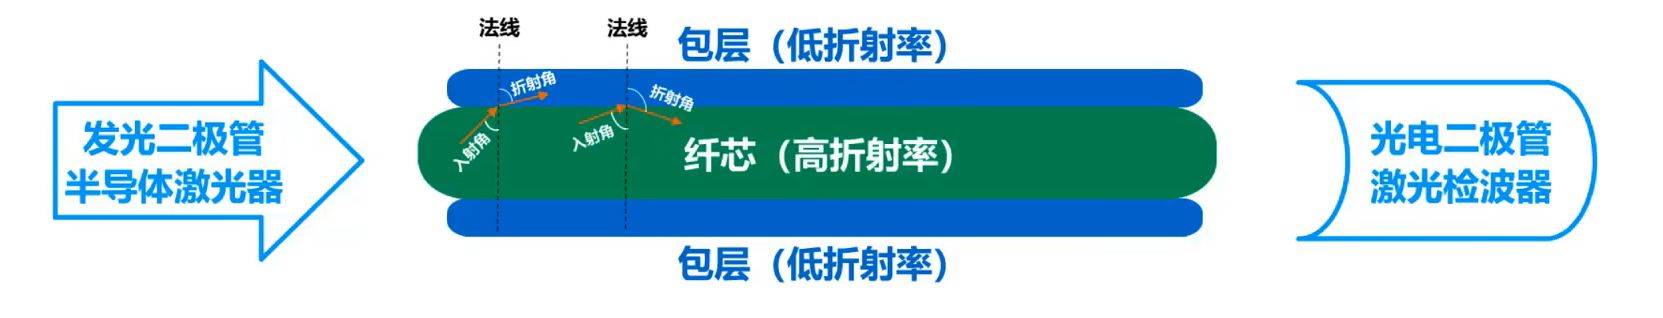 发光二极管
半导体激光器
法线
法线
包层（低折射率）
折射角
入射角
折射角
入射角
纤芯（高折射率）
包层（低折射率）
光电二极管
激光检波器